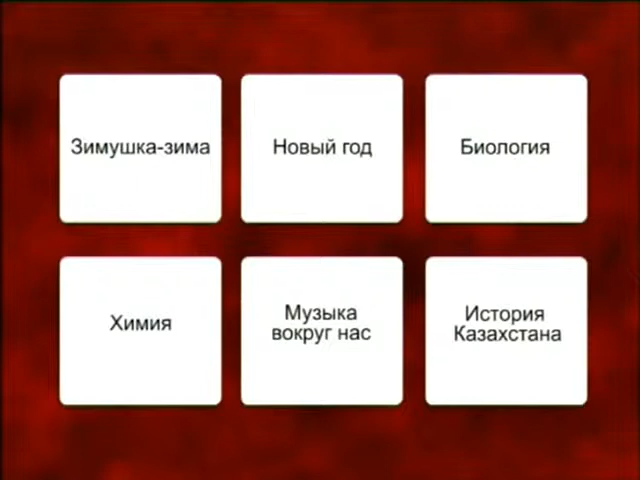 Зимушка-зима
Новый год
Биология
Химия
Музыка
вокруг нас
История
Казахстана